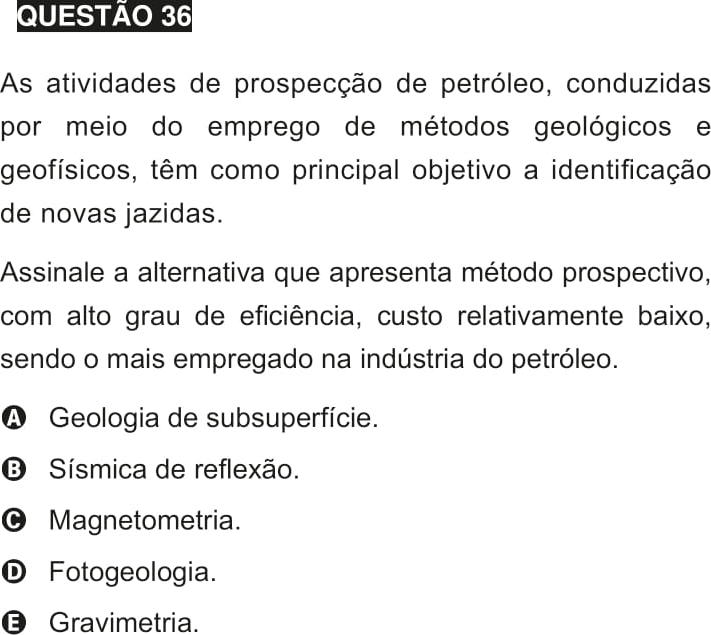 QUESTÃO 36
As atividades de prospecção de petróleo, conduzidas
por meio do emprego de métodos geológicos e
geofísicos, têm como principal objetivo a identificação
de novas jazidas.
Assinale a alternativa que apresenta método prospectivo,
com alto grau de eficiência, custo relativamente baixo,
sendo o mais empregado na indústria do petróleo.
A Geologia de subsuperfície.
B Sísmica de reflexão.
C Magnetometria.
D Fotogeologia.
E Gravimetria.